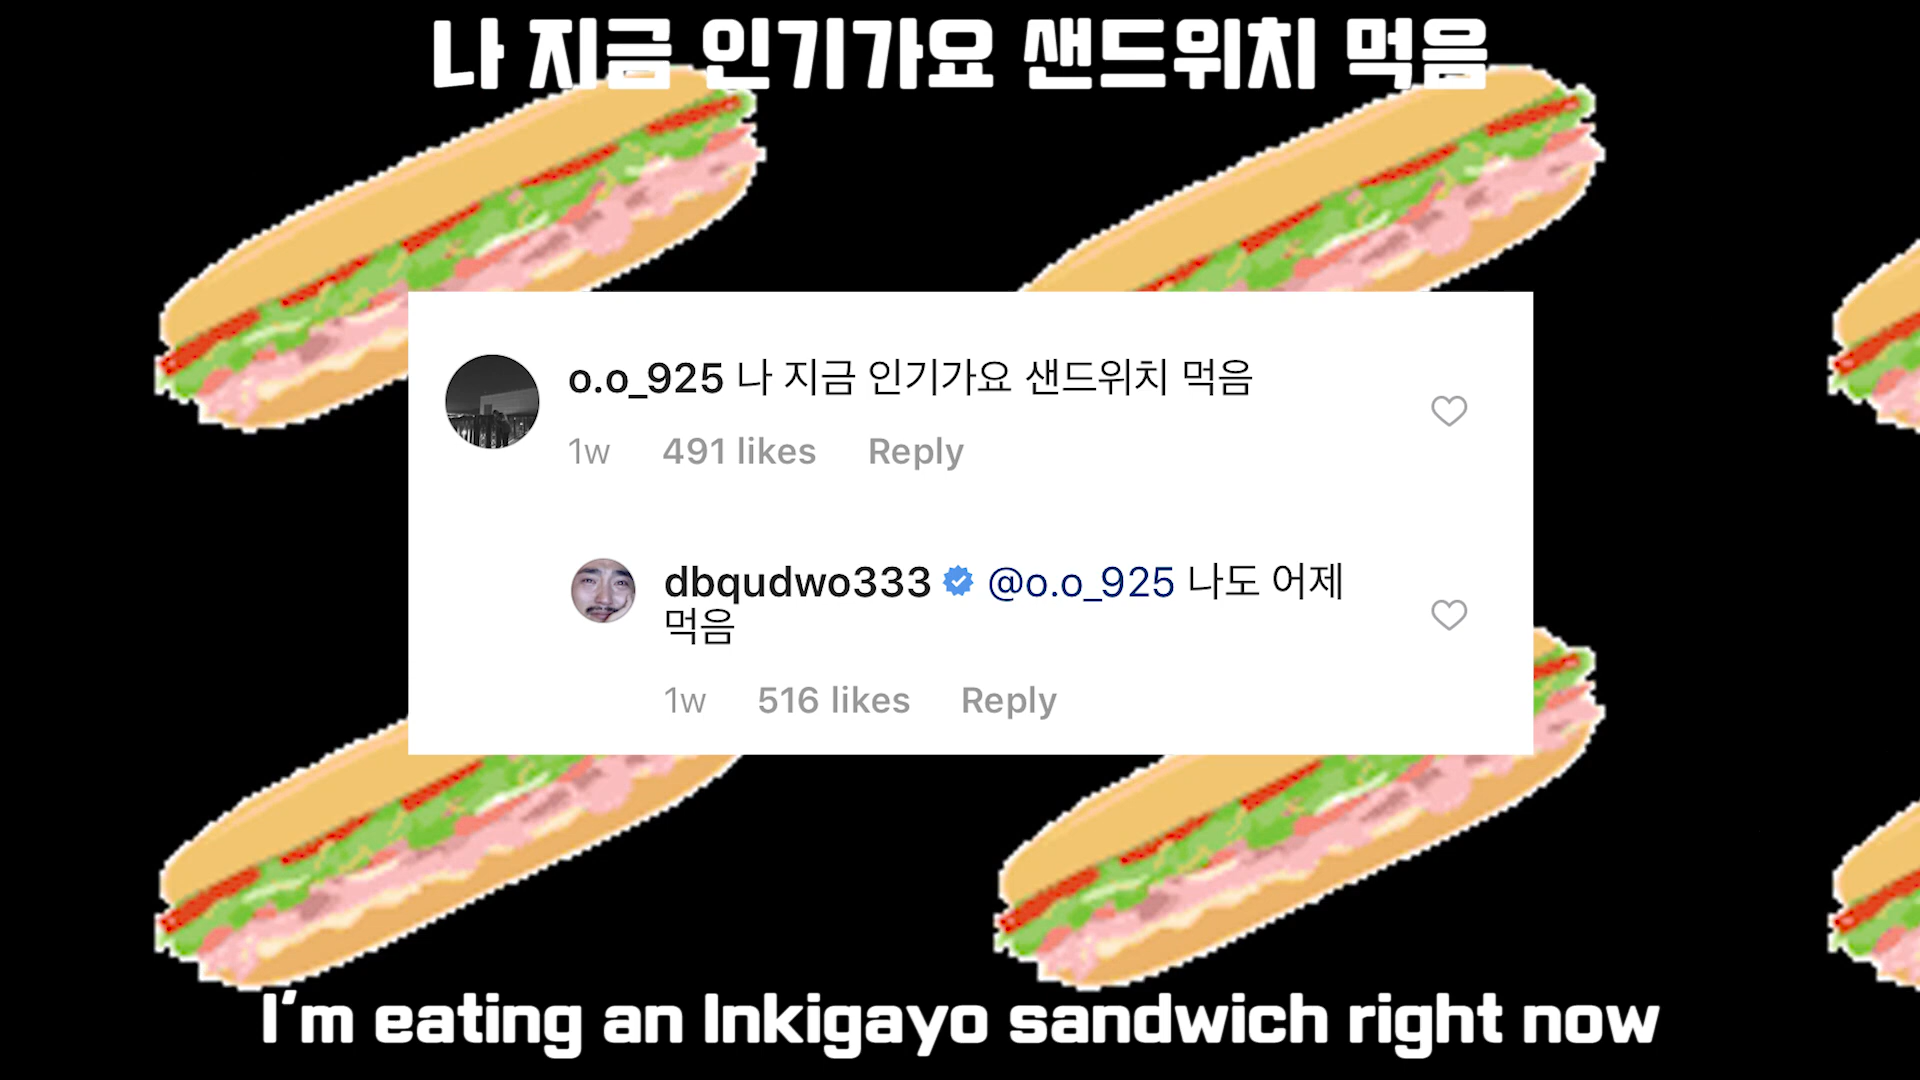 나 지금 인기가요 샌드위치 먹음
o.o_925 나 지금 인기가요 샌드위치 먹음
1w 491 likes Reply
dbqudwo333 @o.o_925 나도 어제
먹음
1w 516 likes Reply
I'm eating an Inkigayo sandwich right now